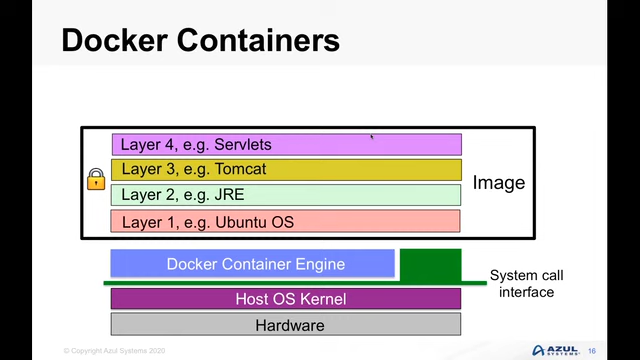 Docker Containers
Layer 4, e.g. Servlets
Layer 3, e.g. Tomcat
Layer 2, e.g. JRE
Layer 1, e.g. Ubuntu OS
Image
Docker Container Engine
System call
interface
Host OS Kernel
Hardware
© Copyright Azul Systems 2020
AZUL
SYSTEMS
16